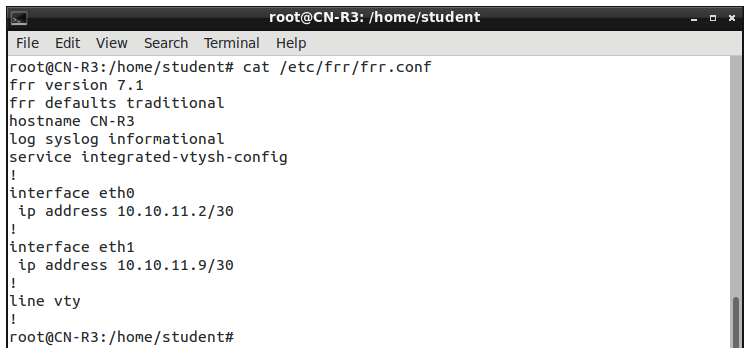 root@CN-R3: /home/student
File Edit View Search Terminal Help
root@CN-R3:/home/student# cat /etc/frr/frr.conf
frr version 7.1
frr defaults traditional
hostname CN-R3
log syslog informational
service integrated-vtysh-config
!
interface eth0
 ip address 10.10.11.2/30
!
interface eth1
 ip address 10.10.11.9/30
!
line vty
!
root@CN-R3:/home/student#